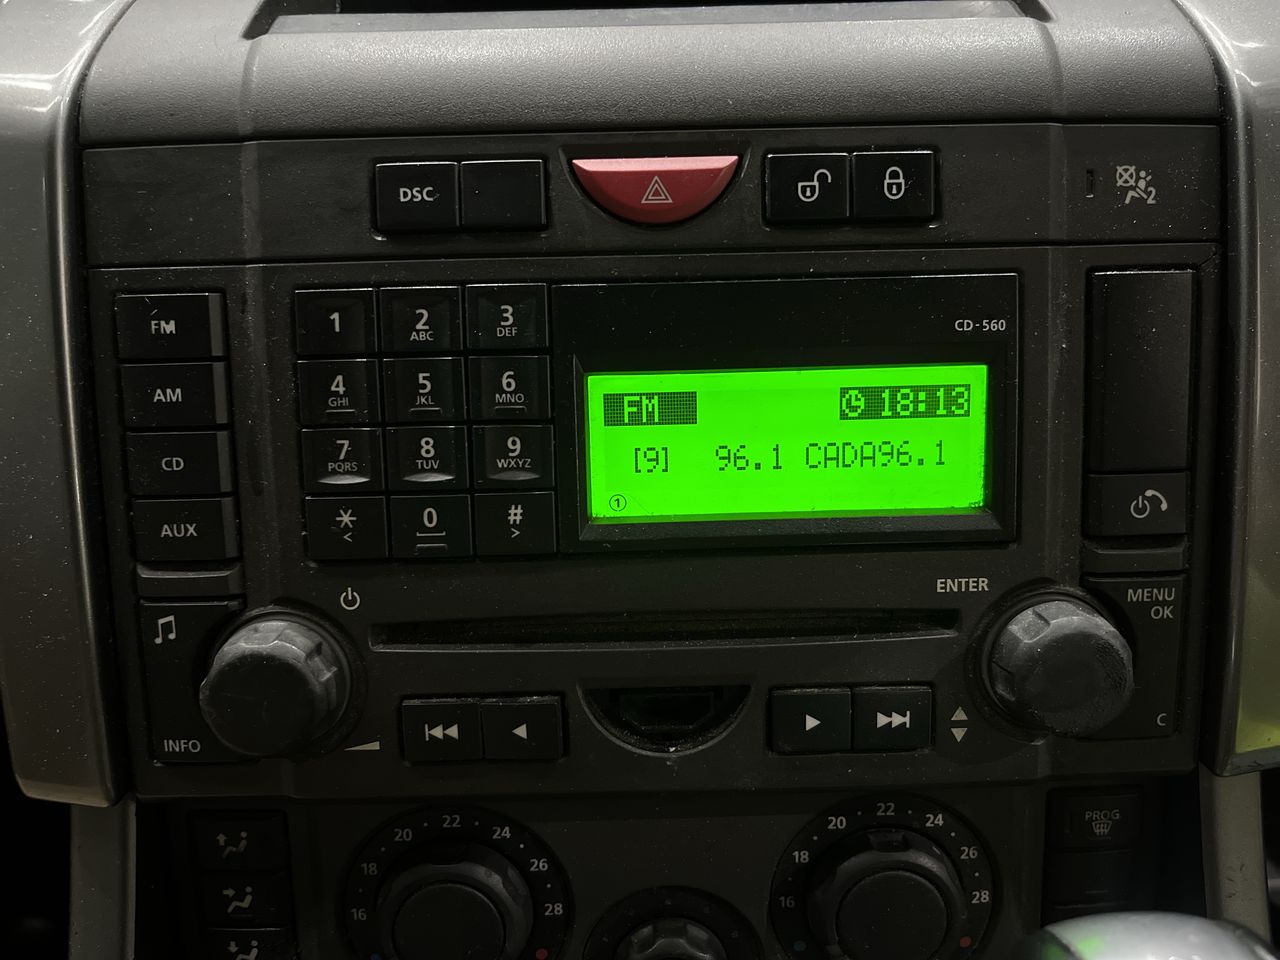 DSC
2
CD-560
FM
AM
CD
AUX
1
2
ABC
3
DEF
4
GHI
5
JKL
6
MNO
7
PQRS
8
TUV
9
WXYZ
*
<
0
#
>
FM 18:13
[9] 96.1 CADA96.1
1
ENTER
MENU
OK
INFO
C
16 18 20 22 24 26 28
16 18 20 22 24 26 28
PROG